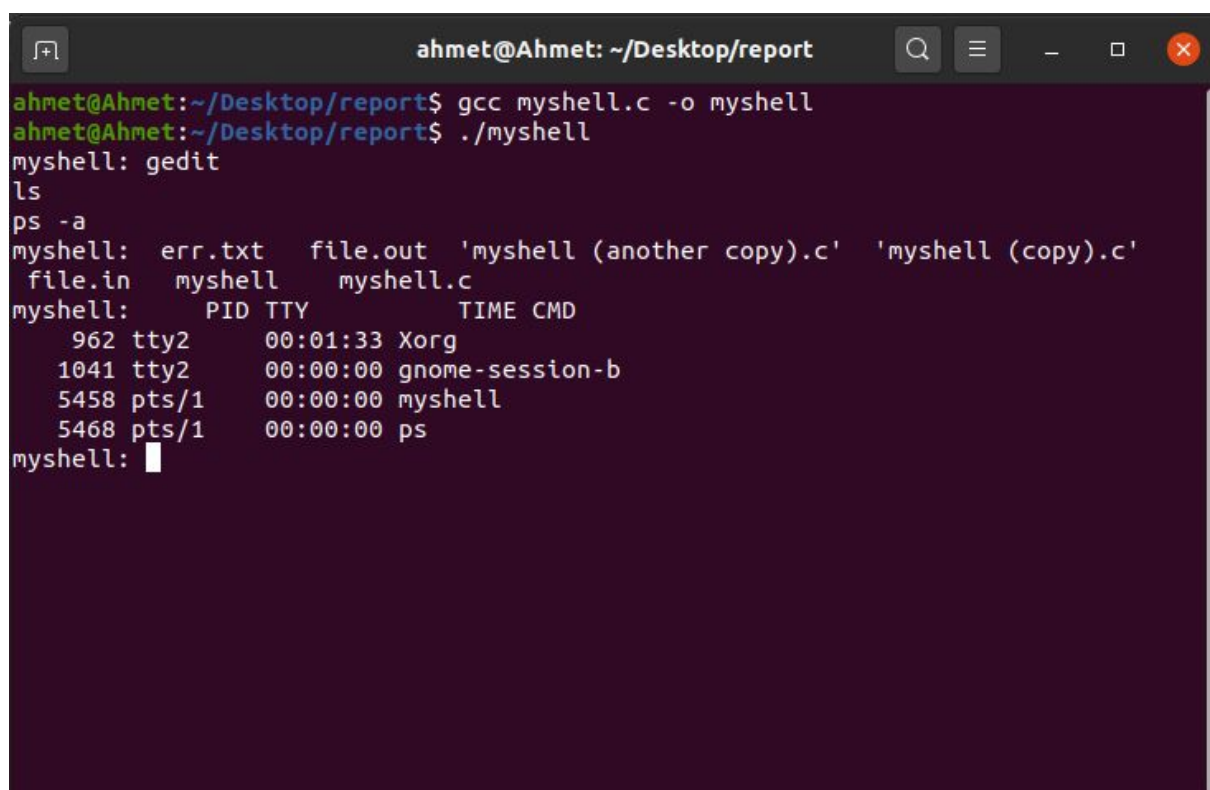 ahmet@Ahmet: ~/Desktop/report
ahmet@Ahmet:~/Desktop/report$ gcc myshell.c -o myshell
ahmet@Ahmet:~/Desktop/report$ ./myshell
myshell: gedit
ls
ps -a
myshell:  err.txt   file.out  'myshell (another copy).c'  'myshell (copy).c'
 file.in   myshell    myshell.c
myshell:     PID TTY          TIME CMD
    962 tty2     00:01:33 Xorg
   1041 tty2     00:00:00 gnome-session-b
   5458 pts/1    00:00:00 myshell
   5468 pts/1    00:00:00 ps
myshell: